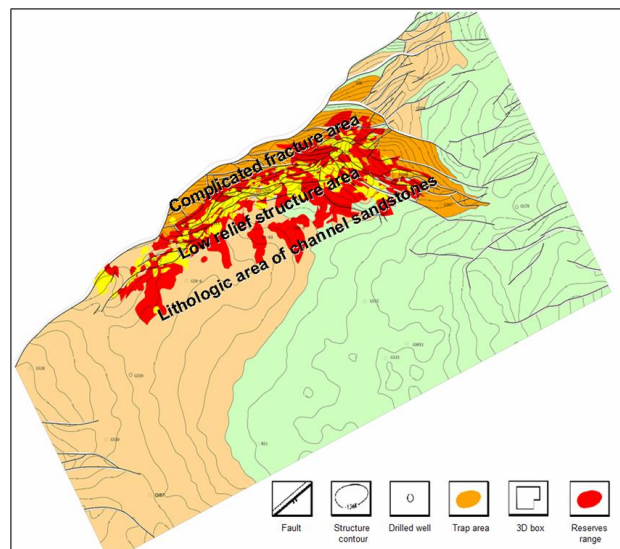 Complicated fracture area
Low relief structure area
Lithologic area of channel sandstones
Fault
Structure contour
Drilled well
Trap area
3D box
Reserves range